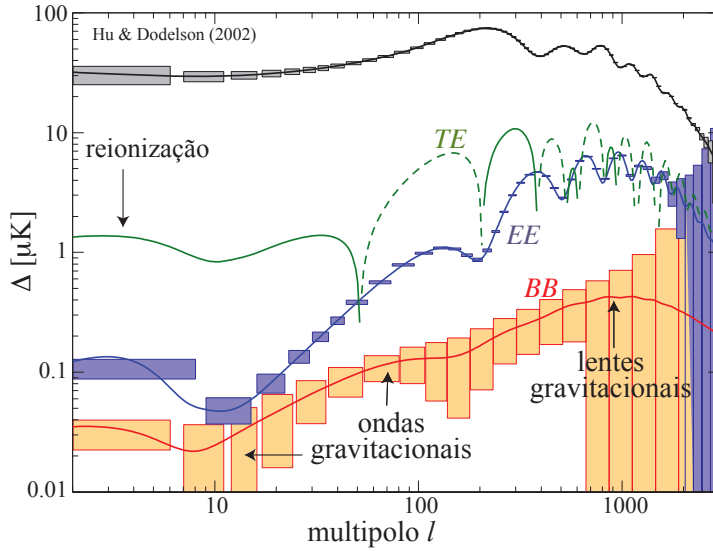 100
Hu & Dodelson (2002)
10
TE
reionização
EE
1
Δ [μK]
BB
0.1
lentes
gravitacionais
ondas
gravitacionais
0.01
10
100
1000
multipolo l